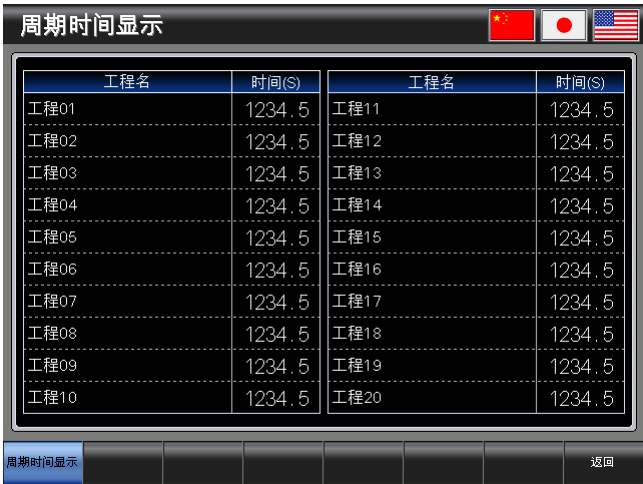 周期时间显示
工程名 时间(S) 工程名 时间(S)
工程01 1234.5 工程11 1234.5
工程02 1234.5 工程12 1234.5
工程03 1234.5 工程13 1234.5
工程04 1234.5 工程14 1234.5
工程05 1234.5 工程15 1234.5
工程06 1234.5 工程16 1234.5
工程07 1234.5 工程17 1234.5
工程08 1234.5 工程18 1234.5
工程09 1234.5 工程19 1234.5
工程10 1234.5 工程20 1234.5
周期时间显示 返回